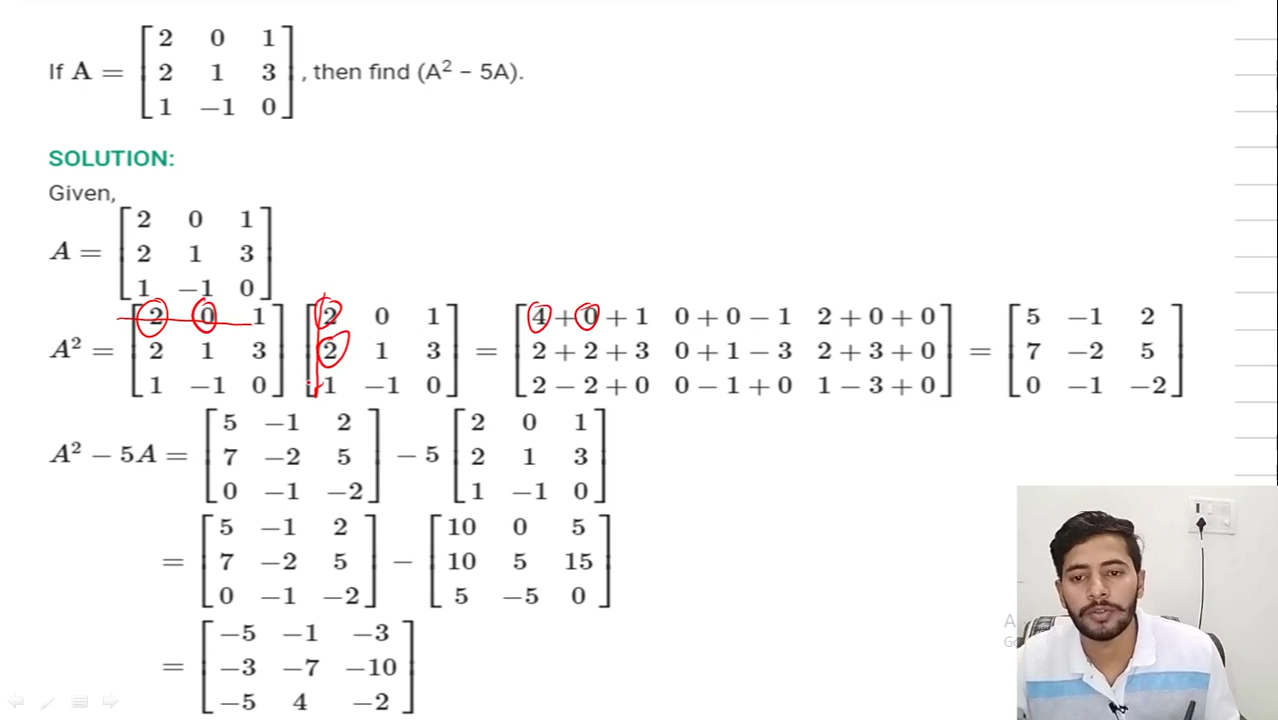 If A = [ 2 0 1 ; 2 1 3 ; 1 −1 0 ] , then find (A² − 5A).
SOLUTION:
Given,
A = [ 2 0 1 ; 2 1 3 ; 1 −1 0 ]
A² = [ 2 0 1 ; 2 1 3 ; 1 −1 0 ] [ 2 0 1 ; 2 1 3 ; 1 −1 0 ] = [ 4 + 0 + 1 0 + 0 − 1 2 + 0 + 0 ; 2 + 2 + 3 0 + 1 − 3 2 + 3 + 0 ; 2 − 2 + 0 0 − 1 + 0 1 − 3 + 0 ] = [ 5 −1 2 ; 7 −2 5 ; 0 −1 −2 ]
A² − 5A = [ 5 −1 2 ; 7 −2 5 ; 0 −1 −2 ] − 5 [ 2 0 1 ; 2 1 3 ; 1 −1 0 ]
= [ 5 −1 2 ; 7 −2 5 ; 0 −1 −2 ] − [ 10 0 5 ; 10 5 15 ; 5 −5 0 ]
= [ −5 −1 −3 ; −3 −7 −10 ; −5 4 −2 ]